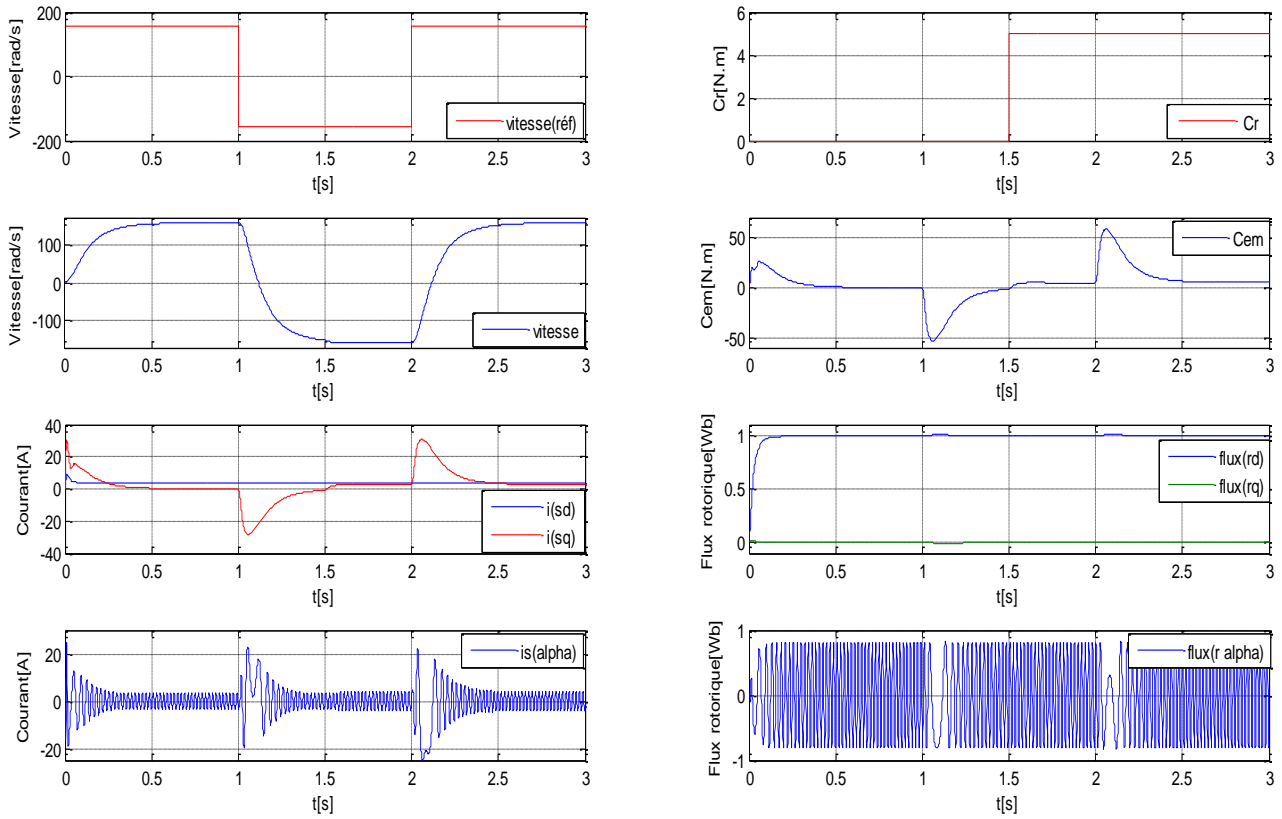 Vitesse[rad/s]
200
0
-200
vitesse(réf)
0 0.5 1 1.5 2 2.5 3
t[s]
Cr[N.m]
6
4
2
0
Cr
0 0.5 1 1.5 2 2.5 3
t[s]
Vitesse[rad/s]
100
0
-100
vitesse
0 0.5 1 1.5 2 2.5 3
t[s]
Cem[N.m]
50
0
-50
Cem
0 0.5 1 1.5 2 2.5 3
t[s]
Courant[A]
40
20
0
-20
-40
i(sd)
i(sq)
0 0.5 1 1.5 2 2.5 3
t[s]
Flux rotorique[Wb]
1
0.5
0
flux(rd)
flux(rq)
0 0.5 1 1.5 2 2.5 3
t[s]
Courant[A]
20
0
-20
is(alpha)
0 0.5 1 1.5 2 2.5 3
t[s]
Flux rotorique[Wb]
1
0
-1
flux(r alpha)
0 0.5 1 1.5 2 2.5 3
t[s]